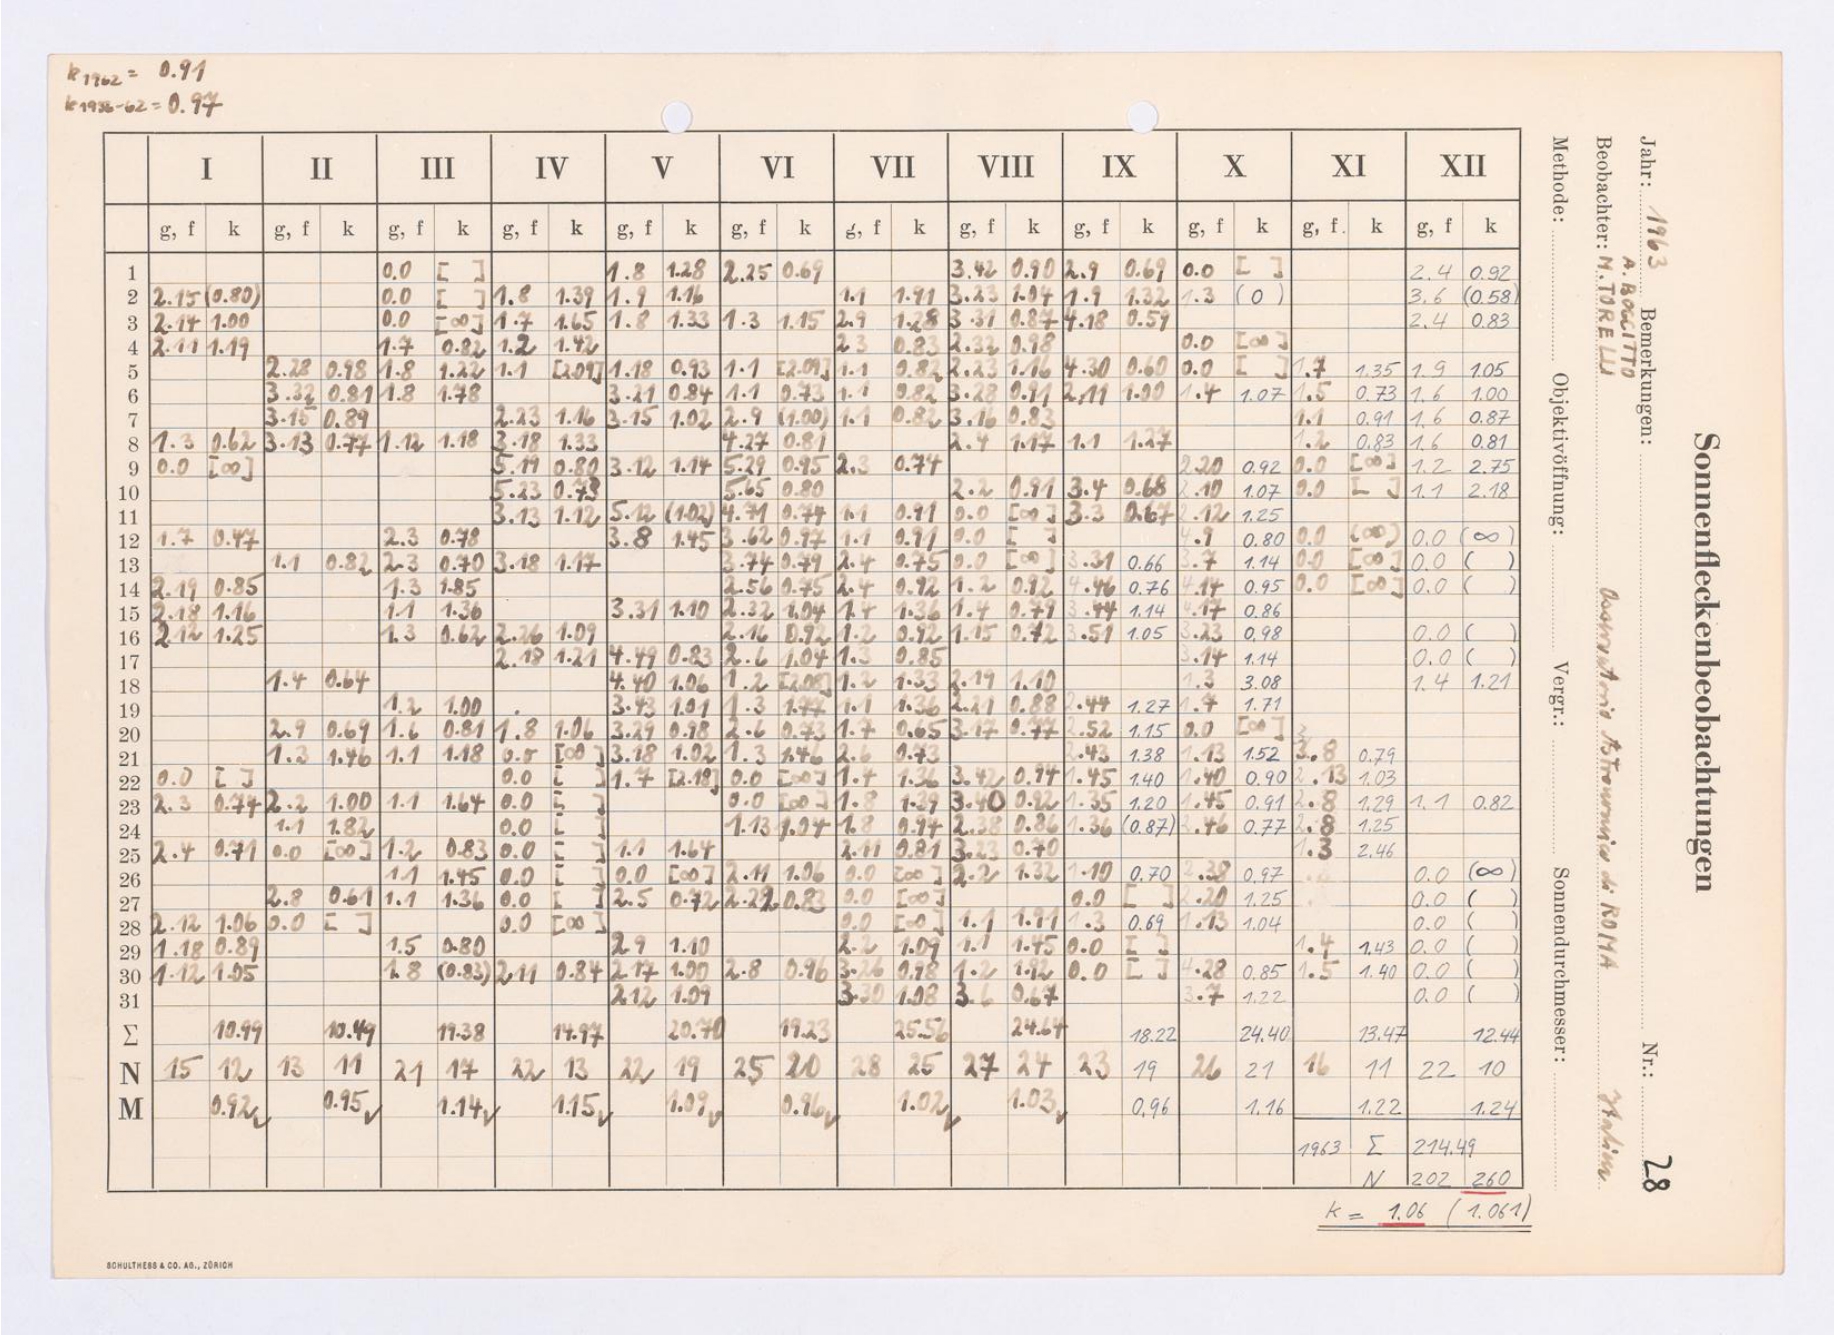 k1962 = 0.91
k1936-62 = 0.97
I II III IV V VI VII VIII IX X XI XII
g, f k g, f k g, f k g, f k g, f k g, f k g, f k g, f k g, f k g, f k g, f k g, f k
1 0.0 [ ] 1.8 1.28 2.25 0.69 3.42 0.90 2.9 0.69 0.0 [ ] 2.4 0.92
2 2.15 (0.80) 0.0 [ ] 1.8 1.39 1.9 1.16 1.1 1.91 3.23 1.04 1.9 1.32 1.3 (0) 3.6 (0.58)
3 2.14 1.00 0.0 [∞] 1.7 1.65 1.8 1.33 1.3 1.15 2.9 1.28 3.31 0.87 4.18 0.59 2.4 0.83
4 2.11 1.19 1.7 0.82 1.2 1.42 2.3 0.83 2.32 0.98 0.0 [∞]
5 2.28 0.98 1.8 1.22 1.1 [2.09] 1.18 0.93 1.1 [2.09] 1.1 0.82 2.23 1.16 4.30 0.60 0.0 [ ] 1.7 1.35 1.9 1.05
6 3.32 0.81 1.8 1.78 3.21 0.84 1.1 0.73 1.1 0.82 3.28 0.91 2.11 1.00 1.4 1.07 1.5 0.73 1.6 1.00
7 3.15 0.89 2.23 1.16 3.15 1.02 2.9 (1.00) 1.1 0.82 3.16 0.83 1.1 0.91 1.6 0.87
8 1.3 0.62 3.13 0.77 1.12 1.18 3.18 1.33 4.27 0.81 2.4 1.17 1.1 1.27 1.2 0.83 1.6 0.81
9 0.0 [∞] 5.19 0.80 3.12 1.14 5.29 0.95 2.3 0.74 2.20 0.92 0.0 [∞] 1.2 2.75
10 5.23 0.73 5.65 0.80 2.2 0.91 3.4 0.68 2.10 1.07 0.0 [ ] 1.1 2.18
11 3.13 1.12 5.12 (1.02) 4.71 0.74 1.1 0.91 0.0 [∞] 3.3 0.67 2.12 1.25
12 1.7 0.47 2.3 0.78 3.8 1.45 3.62 0.97 1.1 0.91 0.0 [ ] 4.9 0.80 0.0 (∞) 0.0 (∞)
13 1.1 0.82 2.3 0.70 3.18 1.17 3.74 0.79 2.4 0.75 0.0 [∞] 3.31 0.66 3.7 1.14 0.0 [∞] 0.0 ( )
14 2.19 0.85 1.3 1.85 2.56 0.75 2.4 0.92 1.2 0.92 4.46 0.76 4.14 0.95 0.0 [∞] 0.0 ( )
15 2.18 1.16 1.1 1.36 3.31 1.10 2.32 1.04 1.4 1.36 1.4 0.79 3.44 1.14 4.17 0.86
16 2.12 1.25 1.3 0.62 2.26 1.09 2.16 0.92 1.2 0.92 1.15 0.72 3.51 1.05 3.23 0.98 0.0 ( )
17 2.18 1.21 4.49 0.83 2.6 1.04 1.3 0.85 3.14 1.14 0.0 ( )
18 1.4 0.64 4.40 1.06 1.2 [2.08] 1.2 1.33 2.19 1.10 1.3 3.08 1.4 1.21
19 1.2 1.00 3.43 1.01 1.3 1.1 1.36 2.21 0.88 2.44 1.27 1.7 1.71
20 2.9 0.69 1.6 0.81 1.8 1.06 3.29 0.98 2.6 0.73 1.7 0.65 3.17 0.77 2.52 1.15 0.0 [∞]
21 1.3 1.46 1.1 1.18 0.0 [∞] 3.18 1.02 1.3 1.46 2.6 0.73 2.43 1.38 1.13 1.52 3.8 0.79
22 0.0 [ ] 0.0 [ ] 1.7 [2.18] 0.0 [∞] 1.7 1.36 3.42 0.94 1.45 1.40 1.40 0.90 2.13 1.03
23 2.3 0.74 2.2 1.00 1.1 1.64 0.0 [ ] 0.0 [∞] 1.8 1.29 3.40 0.92 1.35 1.20 1.45 0.91 2.8 1.29 1.1 0.82
24 1.1 1.82 0.0 [ ] 1.13 1.04 1.8 0.94 2.38 0.86 1.36 (0.87) 2.46 0.77 2.8 1.25
25 2.4 0.71 0.0 [∞] 1.2 0.83 0.0 [ ] 1.1 1.64 2.11 0.81 3.23 0.70 1.3 2.46
26 1.1 1.45 0.0 [ ] 0.0 [∞] 2.11 1.06 0.0 [∞] 2.2 1.32 1.10 0.70 2.38 0.97 0.0 (∞)
27 2.8 0.61 1.1 1.36 0.0 [ ] 2.5 0.72 2.22 0.83 0.0 [∞] 0.0 [ ] 2.20 1.25 0.0 ( )
28 2.12 1.06 0.0 [ ] 0.0 [∞] 0.0 [∞] 1.1 1.91 1.3 0.69 1.13 1.04 0.0 ( )
29 1.18 0.89 1.5 0.80 2.9 1.10 2.2 1.09 1.1 1.45 0.0 [ ] 1.4 1.43 0.0 ( )
30 1.12 1.05 1.8 (0.83) 2.11 0.84 2.17 1.00 2.8 0.96 3.26 0.98 1.2 1.92 0.0 [ ] 4.28 0.85 1.5 1.40 0.0 ( )
31 2.12 1.09 3.30 1.08 3.6 0.67 3.7 1.22 0.0 ( )
Σ 10.99 10.49 19.38 14.97 20.70 19.23 25.56 24.64 18.22 24.40 13.47 12.44
N 15 12 13 11 21 17 22 13 22 19 25 20 28 25 27 24 23 19 26 21 16 11 22 10
M 0.92 0.95 1.14 1.15 1.09 0.96 1.02 1.03 0.96 1.16 1.22 1.24
1963 Σ 214.49
N 202 260
k = 1.06 (1.061)
SCHULTHESS & CO. AG., ZÜRICH
Sonnenfleckenbeobachtungen
Jahr: 1963 Bemerkungen: Nr.: 28
A. BOCCITTO
Beobachter: M. TORELLI Osservatorio Astronomico di ROMA Italien
Methode: Objektivöffnung: Vergr.: Sonnendurchmesser: